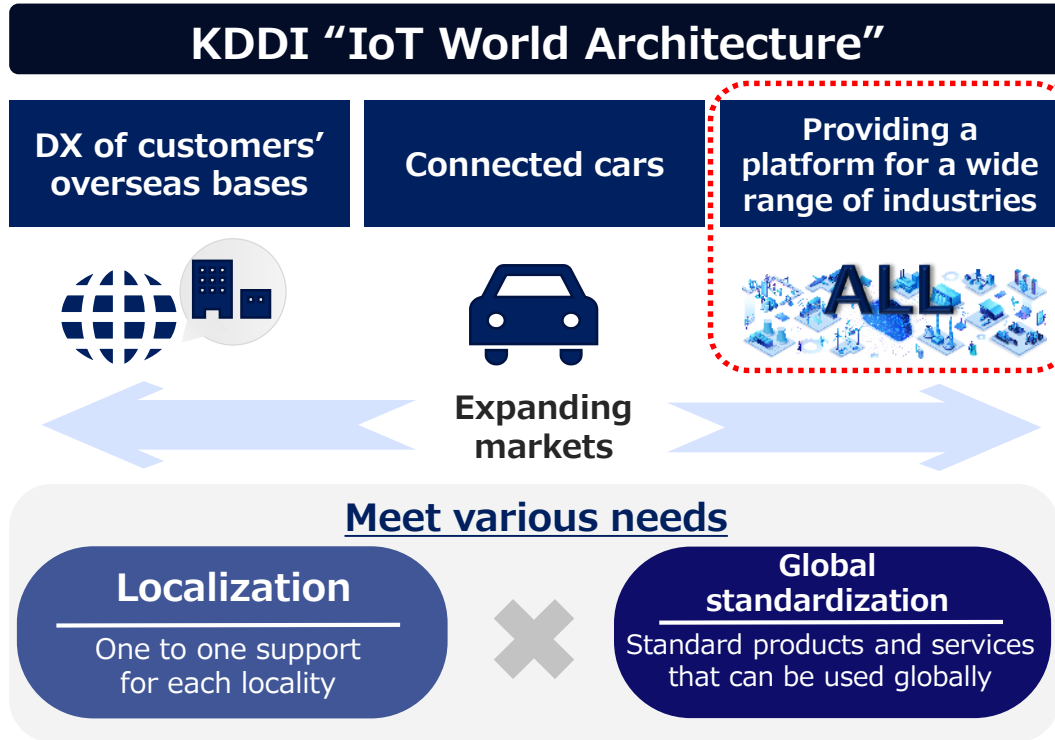 KDDI “IoT World Architecture”
DX of customers’
overseas bases
Connected cars
Providing a
platform for a wide
range of industries
ALL
Expanding
markets
Meet various needs
Localization
One to one support
for each locality
Global
standardization
Standard products and services
that can be used globally